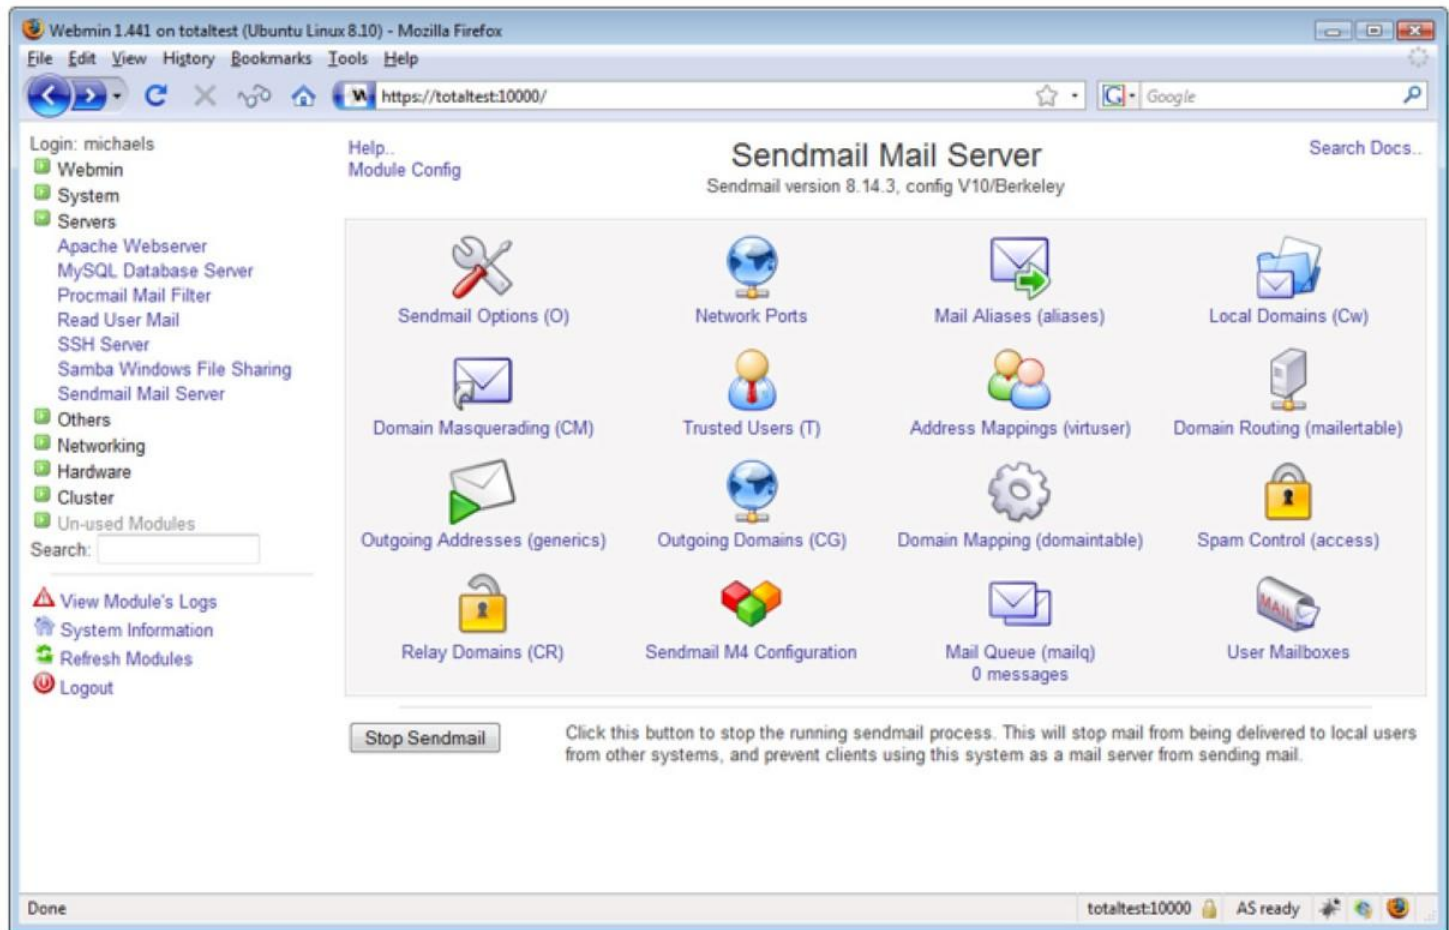 Webmin 1.441 on totaltest (Ubuntu Linux 8.10) - Mozilla Firefox
File Edit View History Bookmarks Tools Help
https://totaltest:10000/
Google
Login: michaels
Webmin
System
Servers
Apache Webserver
MySQL Database Server
Procmail Mail Filter
Read User Mail
SSH Server
Samba Windows File Sharing
Sendmail Mail Server
Others
Networking
Hardware
Cluster
Un-used Modules
Search:
View Module's Logs
System Information
Refresh Modules
Logout
Help..
Module Config
Sendmail Mail Server
Sendmail version 8.14.3, config V10/Berkeley
Search Docs..
Sendmail Options (O)
Network Ports
Mail Aliases (aliases)
Local Domains (Cw)
Domain Masquerading (CM)
Trusted Users (T)
Address Mappings (virtuser)
Domain Routing (mailertable)
Outgoing Addresses (generics)
Outgoing Domains (CG)
Domain Mapping (domaintable)
Spam Control (access)
MAIL
Relay Domains (CR)
Sendmail M4 Configuration
Mail Queue (mailq)
0 messages
User Mailboxes
Stop Sendmail
Click this button to stop the running sendmail process. This will stop mail from being delivered to local users
from other systems, and prevent clients using this system as a mail server from sending mail.
Done
totaltest:10000
AS ready